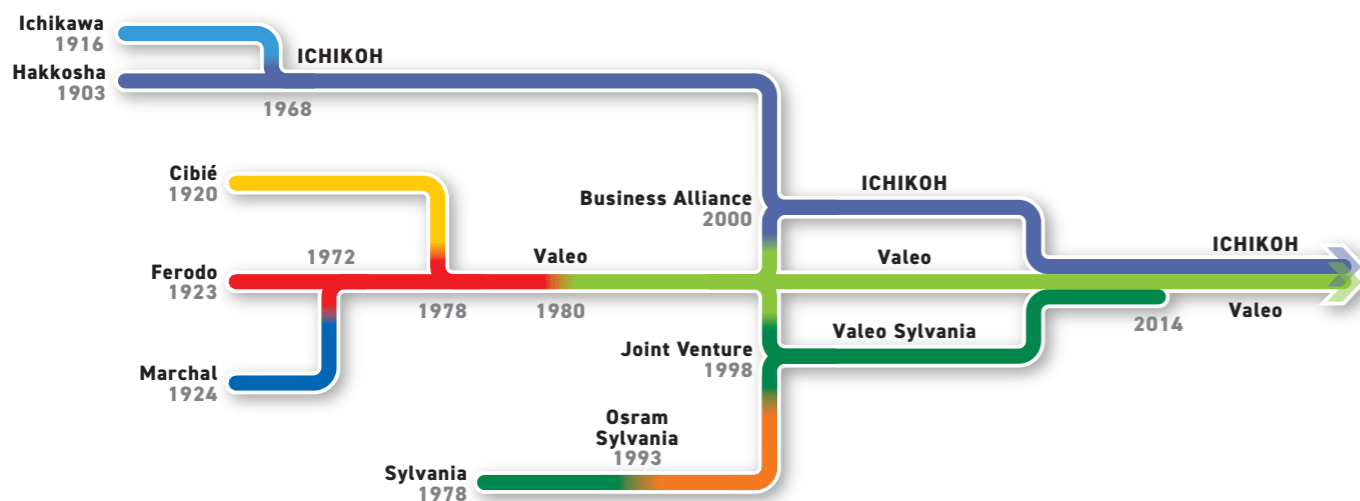 Ichikawa
1916
ICHIKOH
Hakkosha
1903
1968
Cibié
1920
Business Alliance
2000
ICHIKOH
1972
Valeo
Valeo
ICHIKOH
Ferodo
1923
1978
1980
Valeo
2014
Marchal
1924
Joint Venture
1998
Valeo Sylvania
Osram
Sylvania
1993
Sylvania
1978